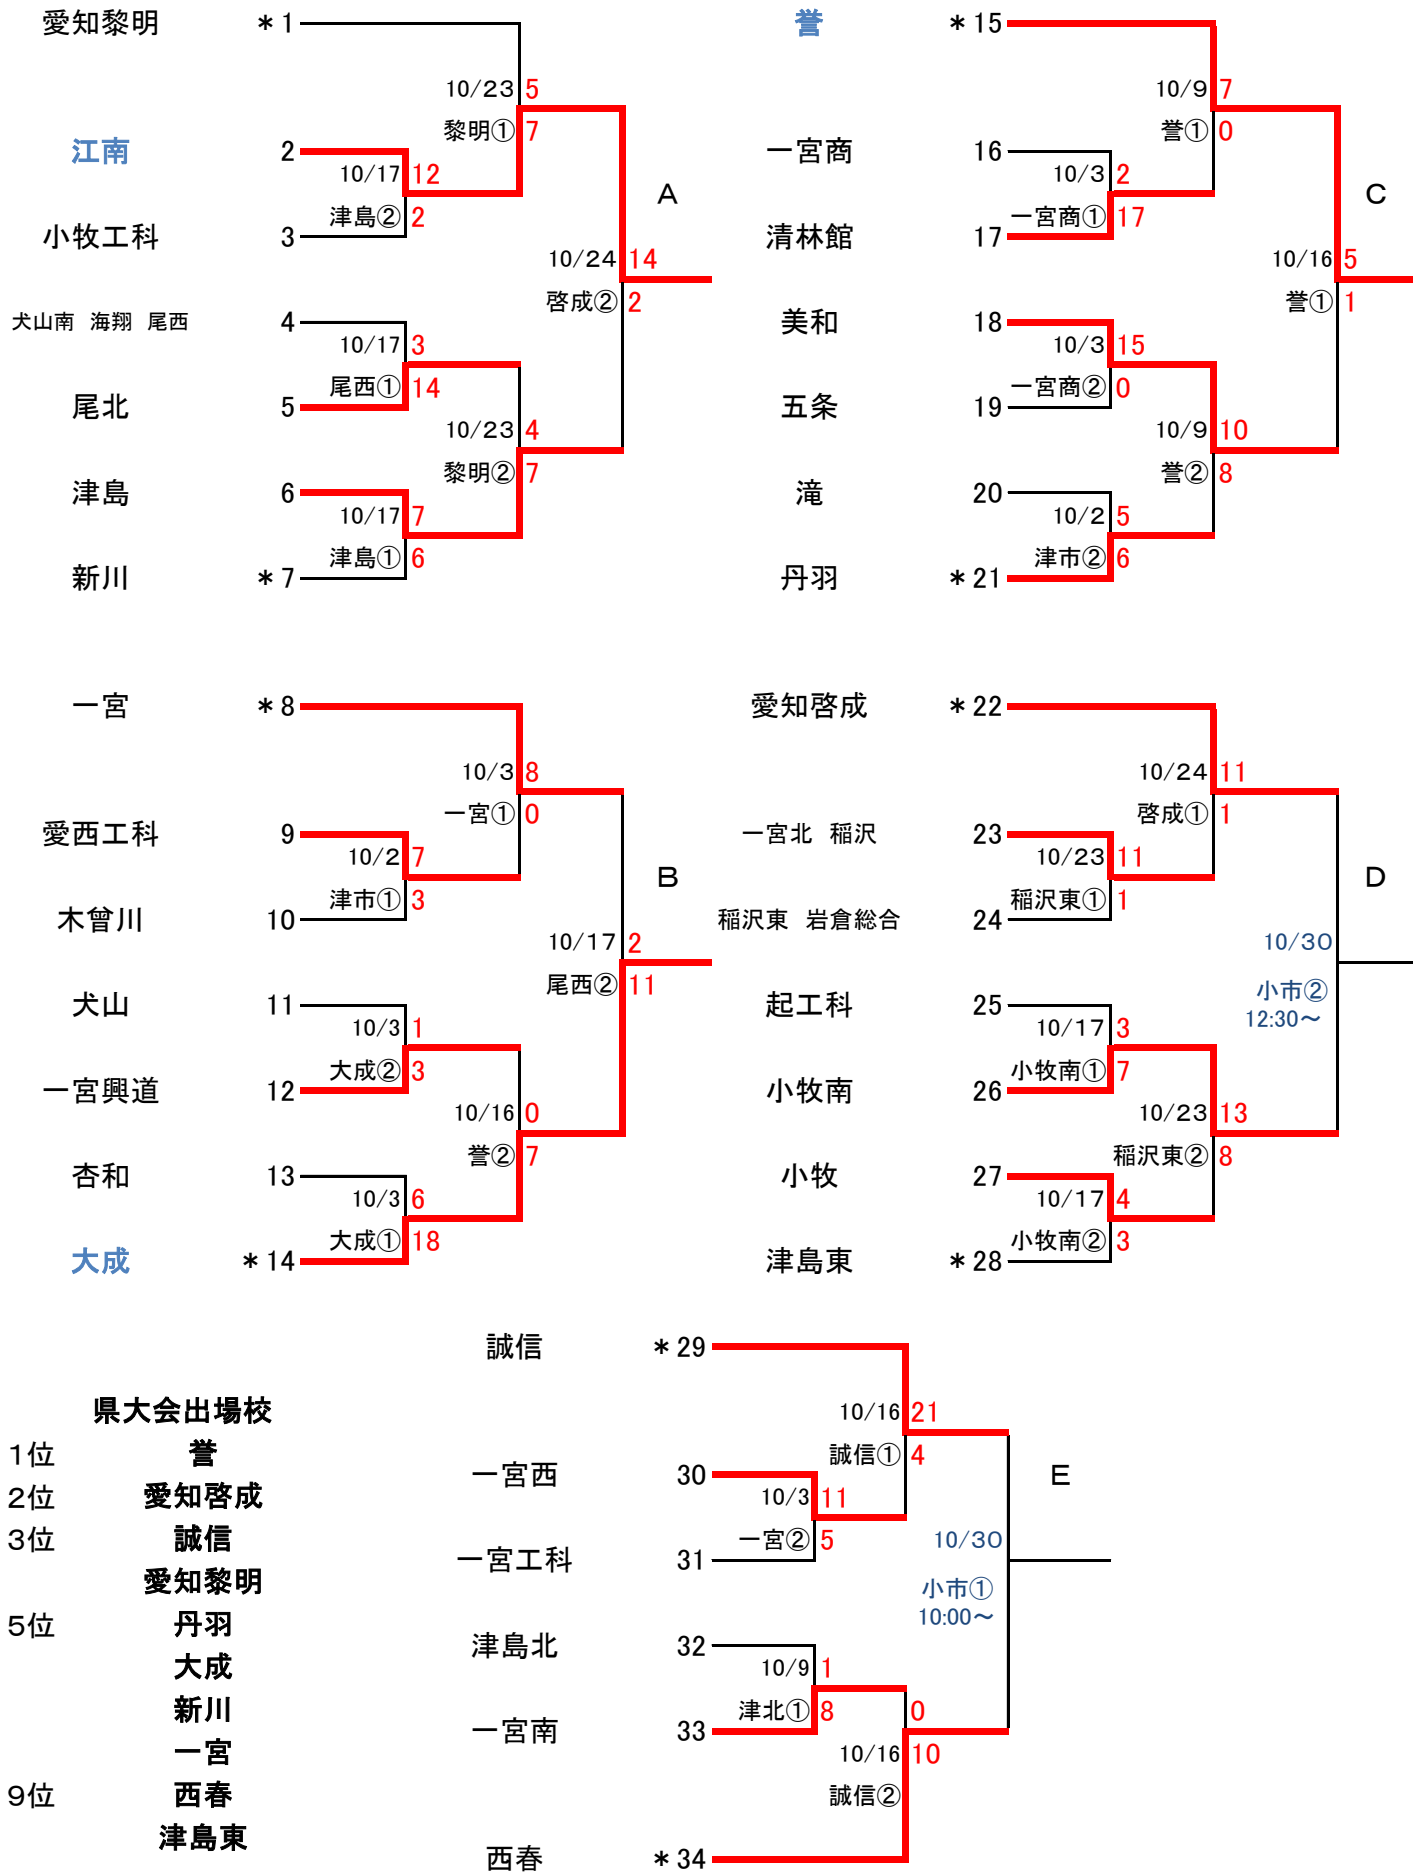 愛知黎明 ＊1
10/23 5
黎明① 7
江南 2
10/17 12
津島② 2
小牧工科 3
A
10/24 14
啓成② 2
犬山南 海翔 尾西 4
10/17 3
尾西① 14
尾北 5
10/23 4
黎明② 7
津島 6
10/17 7
津島① 6
新川 ＊7
誉 ＊15
10/9 7
誉① 0
一宮商 16
10/3 2
一宮商① 17
清林館 17
C
10/16 5
誉① 1
美和 18
10/3 15
一宮商② 0
五条 19
10/9 10
誉② 8
滝 20
10/2 5
津市② 6
丹羽 ＊21
一宮 ＊8
10/3 8
一宮① 0
愛西工科 9
10/2 7
津市① 3
木曾川 10
B
10/17 2
尾西② 11
犬山 11
10/3 1
大成② 3
一宮興道 12
10/16 0
誉② 7
杏和 13
10/3 6
大成① 18
大成 ＊14
愛知啓成 ＊22
10/24 11
啓成① 1
一宮北 稲沢 23
10/23 11
稲沢東① 1
稲沢東 岩倉総合 24
D
10/30
小市②
12:30～
起工科 25
10/17 3
小牧南① 7
小牧南 26
10/23 13
稲沢東② 8
小牧 27
10/17 4
小牧南② 3
津島東 ＊28
誠信 ＊29
10/16 21
誠信① 4
一宮西 30
10/3 11
一宮② 5
一宮工科 31
E
10/30
小市①
10:00～
津島北 32
10/9 1
津北① 8
一宮南 33
0
10/16 10
誠信②
西春 ＊34
県大会出場校
1位 誉
2位 愛知啓成
3位 誠信
愛知黎明
5位 丹羽
大成
新川
一宮
9位 西春
津島東